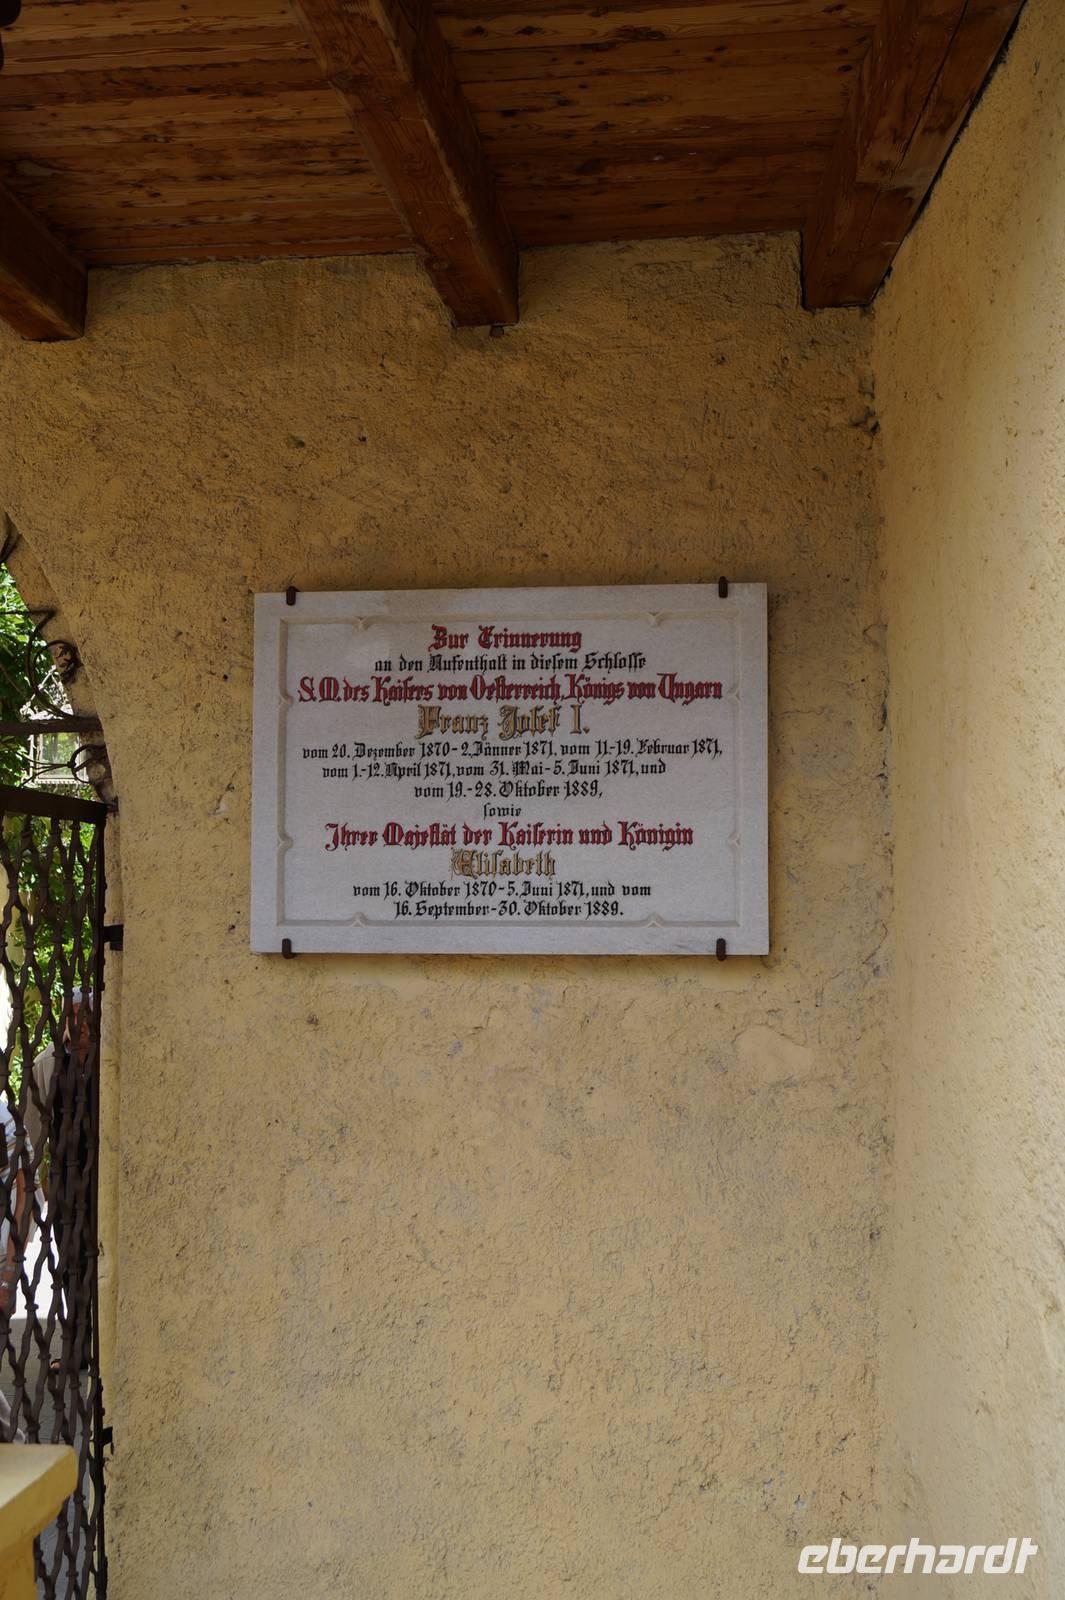 Zur Erinnerung
an den Aufenthalt in diesem Schlosse
S.M. des Kaisers von Oesterreich, Königs von Ungarn
Franz Josef I.
vom 20. Dezember 1870 - 2. Jänner 1871, vom 11.-19. Februar 1871,
vom 1.-12. April 1871, vom 31. Mai - 5. Juni 1871, und
vom 19.-28. Oktober 1889,
sowie
Ihrer Majestät der Kaiserin und Königin
Elisabeth
vom 16. Oktober 1870 - 5. Juni 1871, und vom
16. September - 30. Oktober 1889.
eberhardt